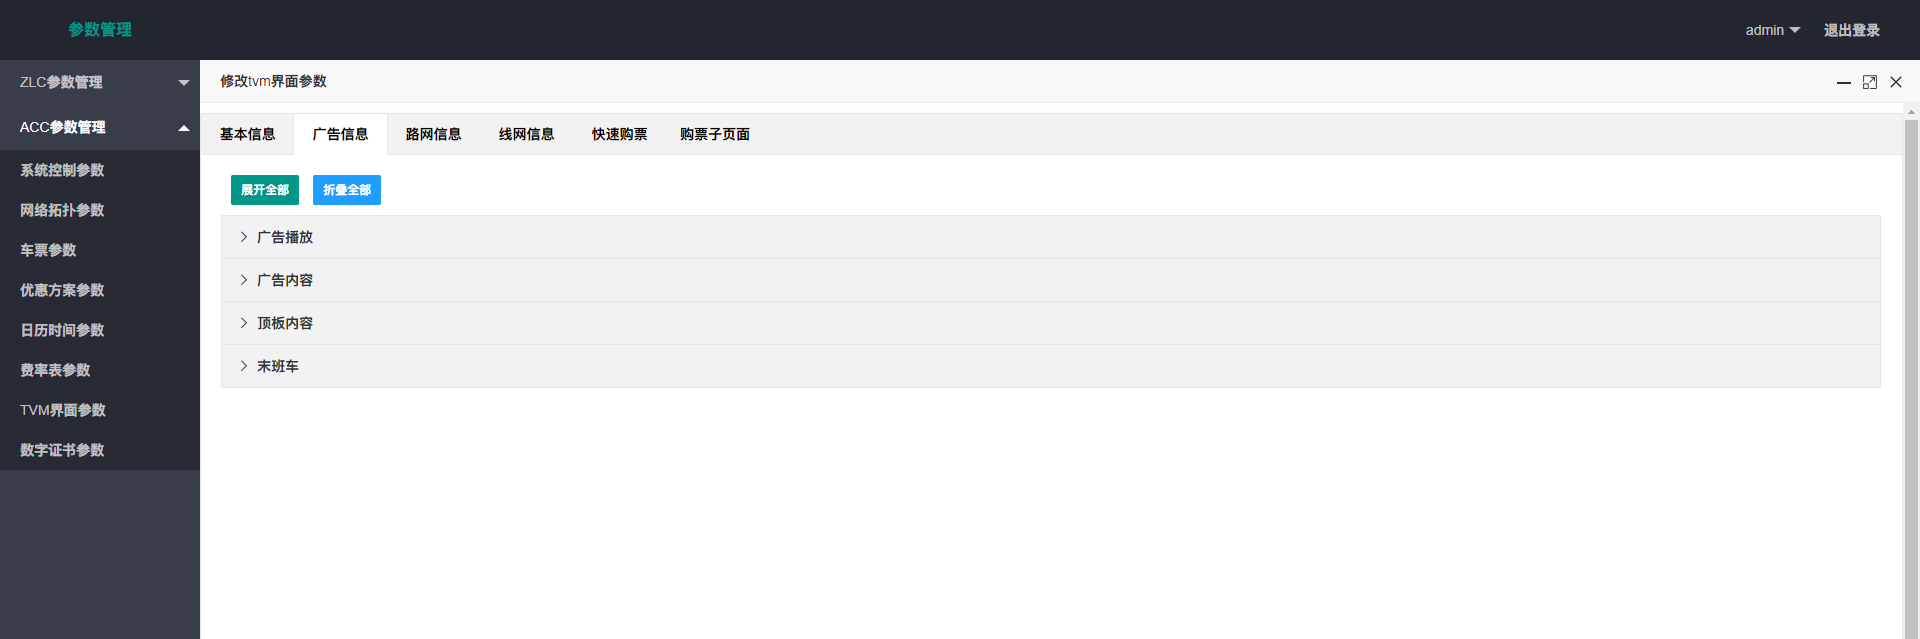 参数管理
admin 退出登录
ZLC参数管理
ACC参数管理
系统控制参数
网络拓扑参数
车票参数
优惠方案参数
日历时间参数
费率表参数
TVM界面参数
数字证书参数
修改tvm界面参数
基本信息 广告信息 路网信息 线网信息 快速购票 购票子页面
展开全部 折叠全部
广告播放
广告内容
顶板内容
末班车